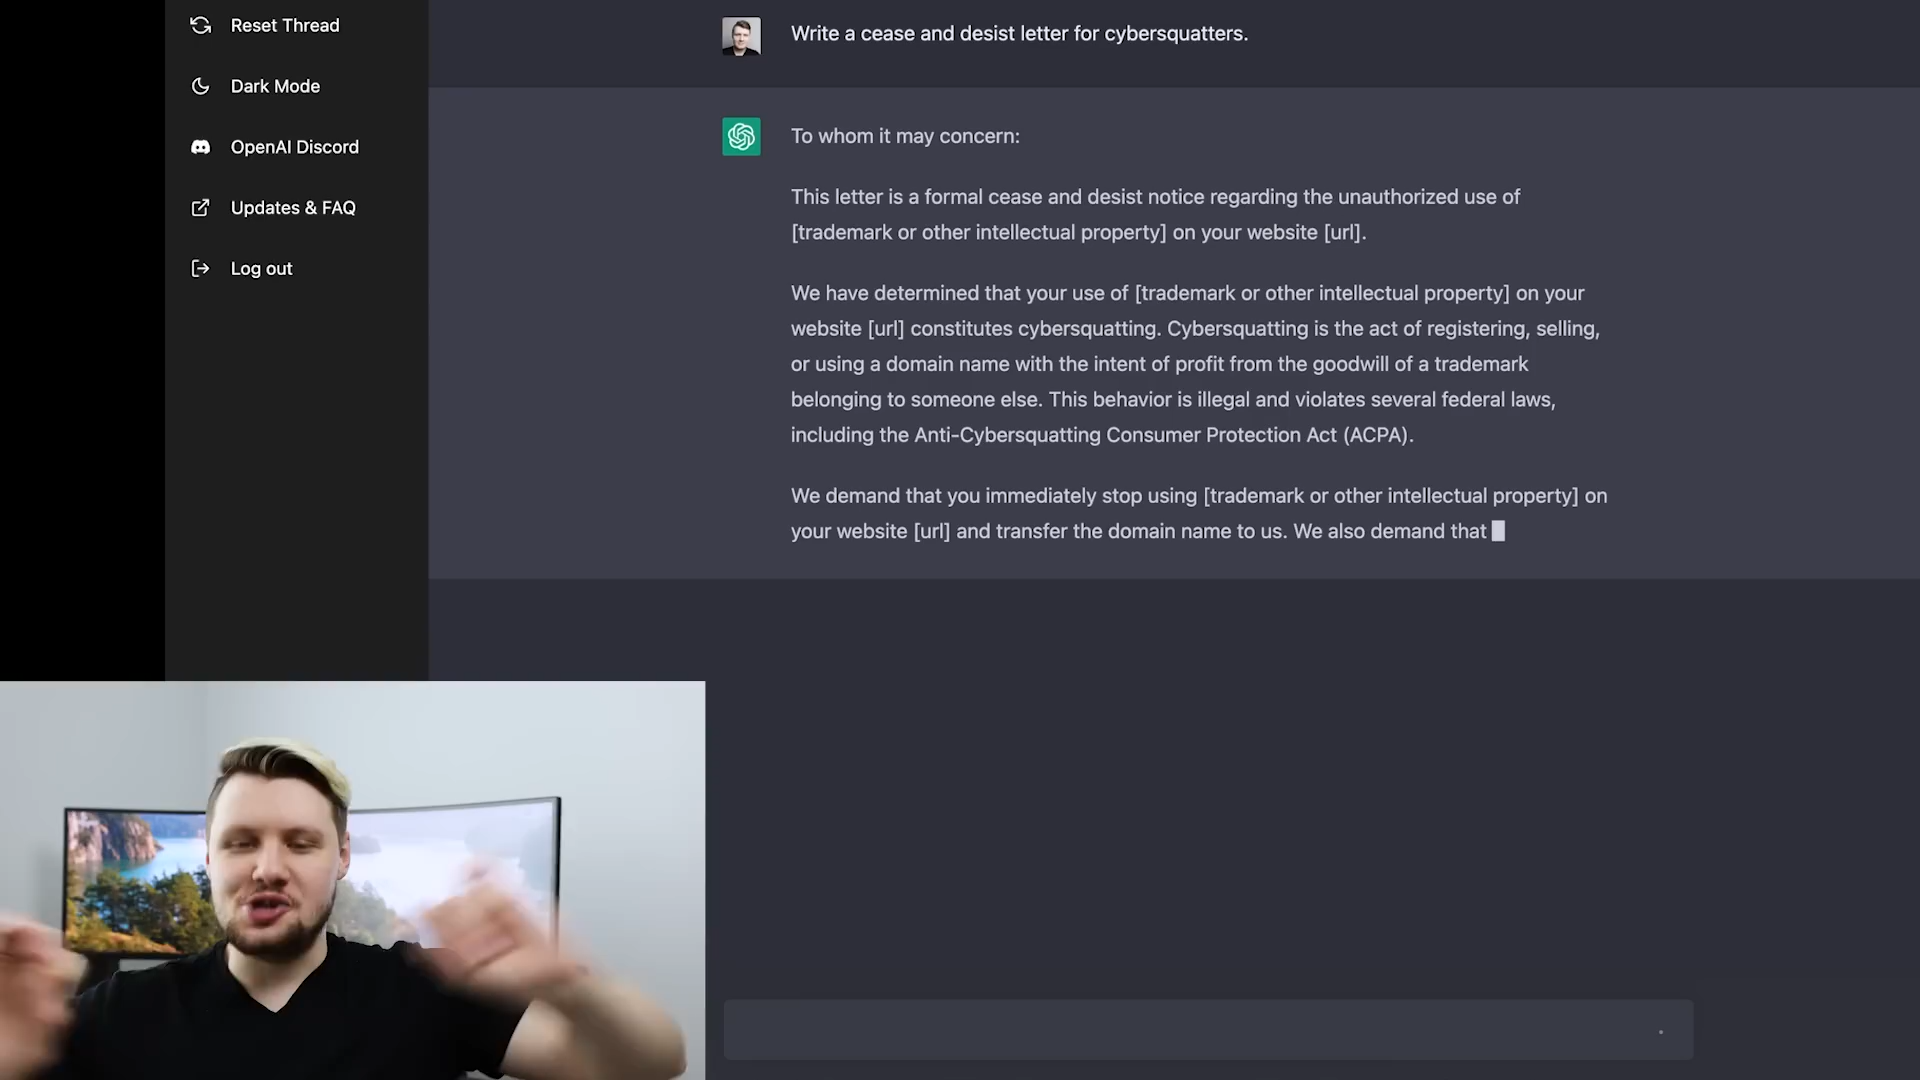 Reset Thread
Dark Mode
OpenAI Discord
Updates & FAQ
Log out
Write a cease and desist letter for cybersquatters.
To whom it may concern:
This letter is a formal cease and desist notice regarding the unauthorized use of
[trademark or other intellectual property] on your website [url].
We have determined that your use of [trademark or other intellectual property] on your
website [url] constitutes cybersquatting. Cybersquatting is the act of registering, selling,
or using a domain name with the intent of profit from the goodwill of a trademark
belonging to someone else. This behavior is illegal and violates several federal laws,
including the Anti-Cybersquatting Consumer Protection Act (ACPA).
We demand that you immediately stop using [trademark or other intellectual property] on
your website [url] and transfer the domain name to us. We also demand that